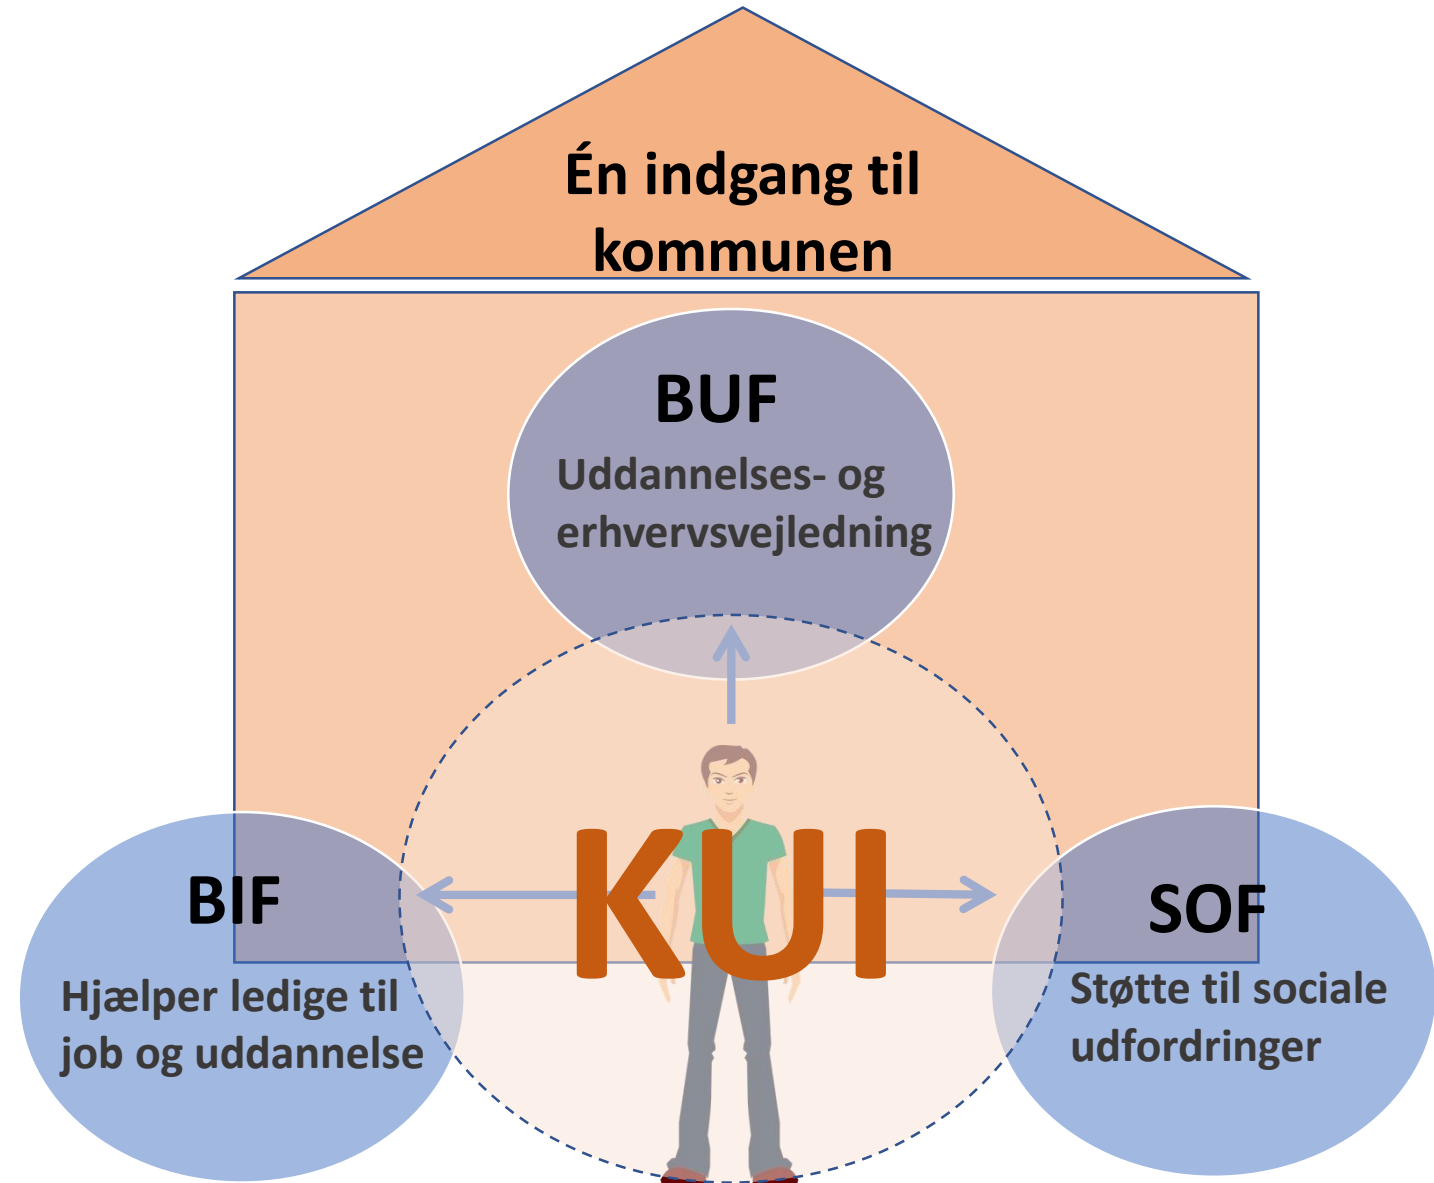 Én indgang til
kommunen
BUF
Uddannelses- og
erhvervsvejledning
KUI
BIF
Hjælper ledige til
job og uddannelse
SOF
Støtte til sociale
udfordringer